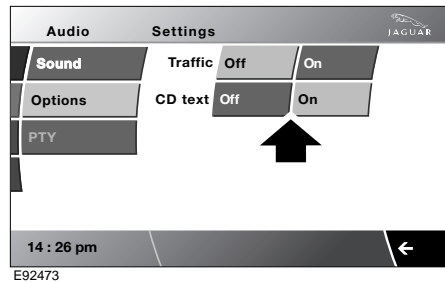 Audio Settings JAGUAR
Sound Traffic Off On
Options CD text Off On
PTY
14 : 26 pm
E92473